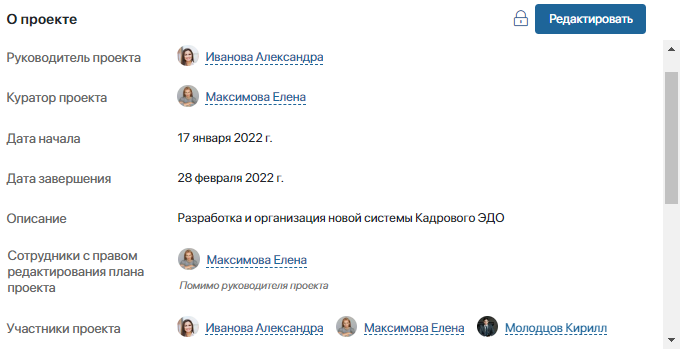 О проекте
Редактировать
Руководитель проекта Иванова Александра
Куратор проекта Максимова Елена
Дата начала 17 января 2022 г.
Дата завершения 28 февраля 2022 г.
Описание Разработка и организация новой системы Кадрового ЭДО
Сотрудники с правом
редактирования плана
проекта
Максимова Елена
Помимо руководителя проекта
Участники проекта Иванова Александра Максимова Елена Молодцов Кирилл